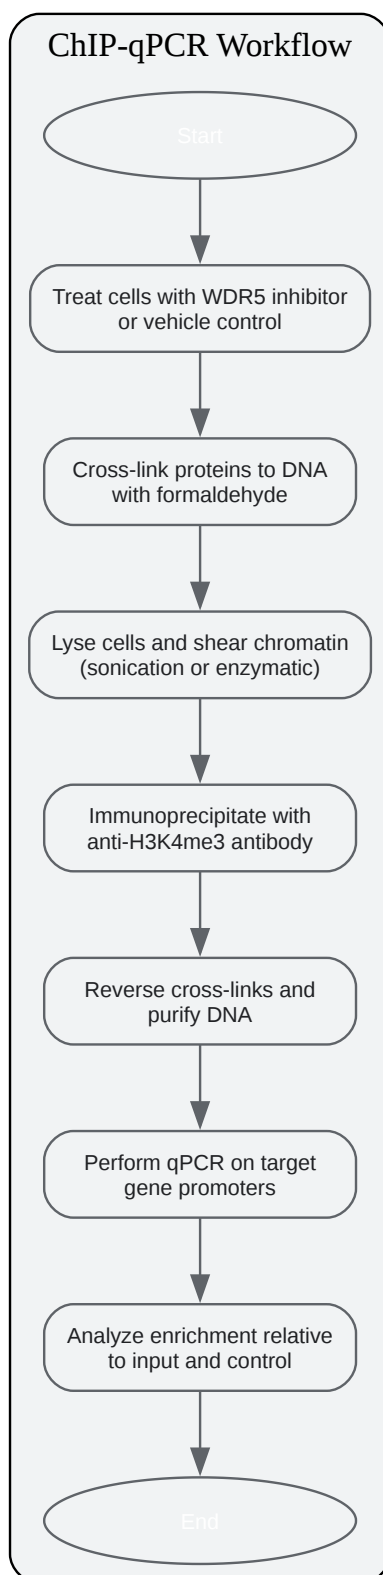 ChIP-qPCR Workflow
Start
Treat cells with WDR5 inhibitor
or vehicle control
Cross-link proteins to DNA
with formaldehyde
Lyse cells and shear chromatin
(sonication or enzymatic)
Immunoprecipitate with
anti-H3K4me3 antibody
Reverse cross-links and
purify DNA
Perform qPCR on target
gene promoters
Analyze enrichment relative
to input and control
End